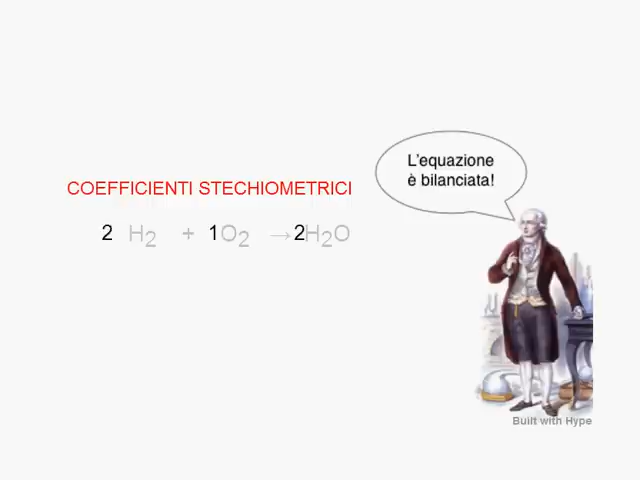 L'equazione
è bilanciata!
COEFFICIENTI STECHIOMETRICI
2 H₂ + 1O₂ →2H₂O
Built with Hype